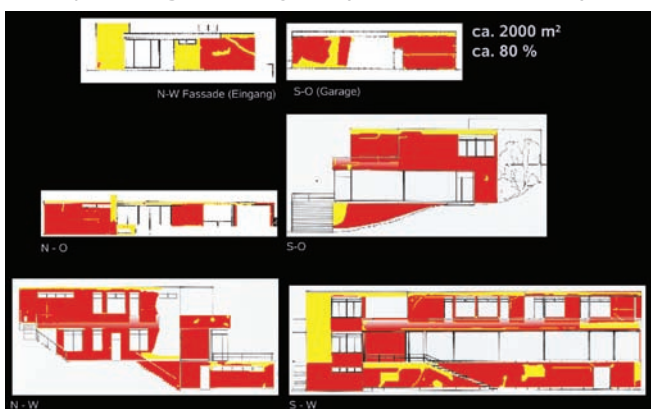 ca. 2000 m²
ca. 80 %
N-W Fassade (Eingang)
S-O (Garage)
N - O
S-O
N - W
S - W